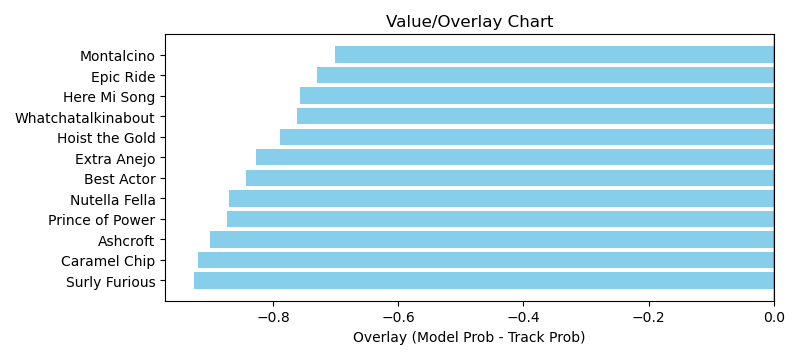 Value/Overlay Chart
Montalcino
Epic Ride
Here Mi Song
Whatchatalkinabout
Hoist the Gold
Extra Anejo
Best Actor
Nutella Fella
Prince of Power
Ashcroft
Caramel Chip
Surly Furious
−0.8 −0.6 −0.4 −0.2 0.0
Overlay (Model Prob - Track Prob)